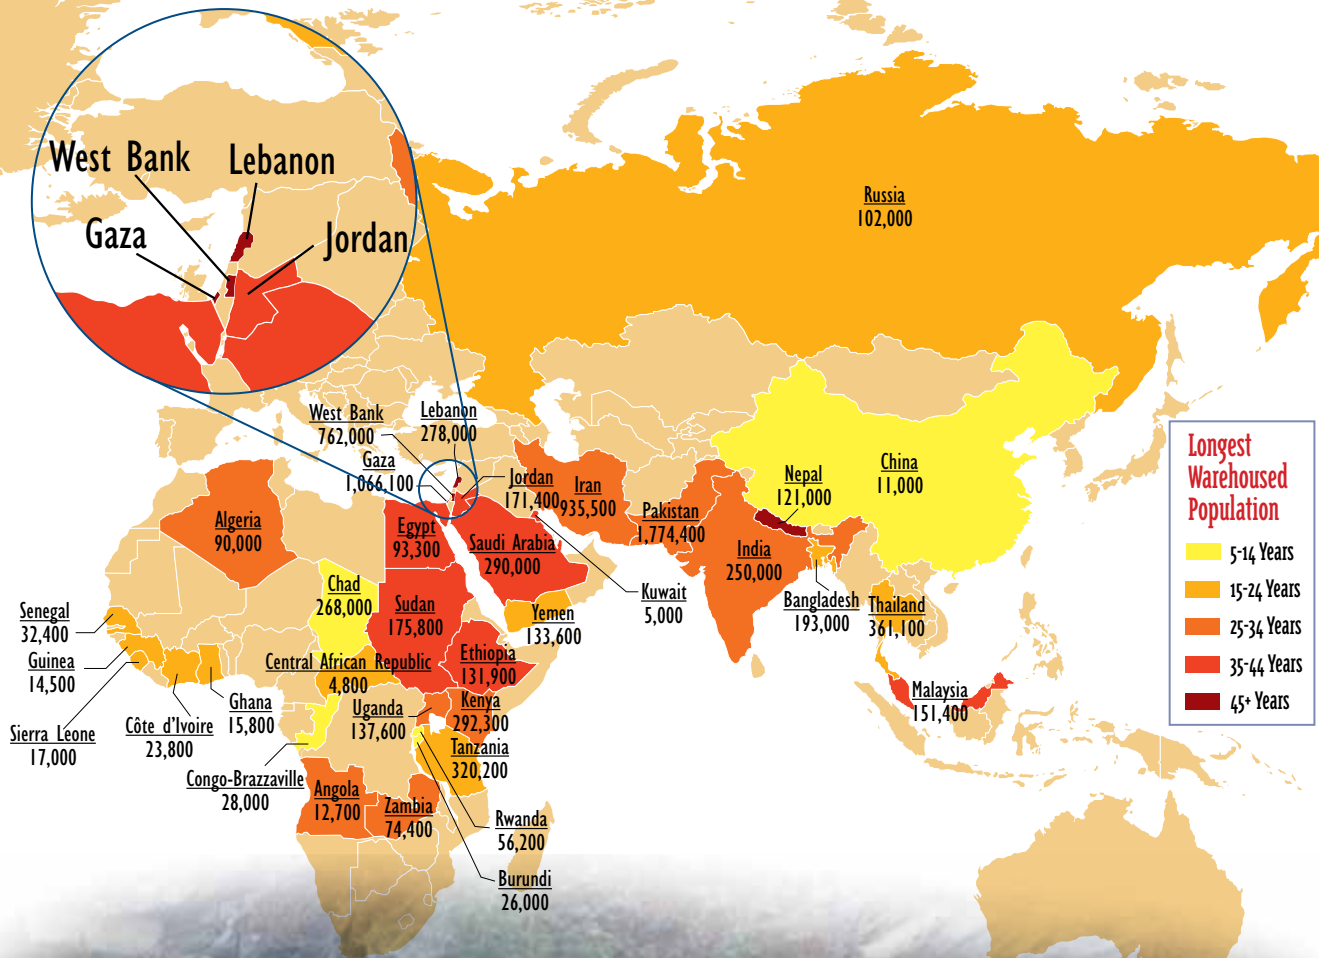 West Bank
Lebanon
Gaza
Jordan
Russia
102,000
West Bank
762,000
Lebanon
278,000
Gaza
1,066,100
Jordan
171,400
Iran
935,500
Pakistan
1,774,400
Nepal
121,000
China
11,000
India
250,000
Bangladesh
193,000
Thailand
361,100
Malaysia
151,400
Kuwait
5,000
Algeria
90,000
Egypt
93,300
Saudi Arabia
290,000
Yemen
133,600
Chad
268,000
Sudan
175,800
Ethiopia
131,900
Central African Republic
4,800
Senegal
32,400
Guinea
14,500
Sierra Leone
17,000
Côte d'Ivoire
23,800
Ghana
15,800
Uganda
137,600
Kenya
292,300
Tanzania
320,200
Congo-Brazzaville
28,000
Angola
12,700
Zambia
74,400
Rwanda
56,200
Burundi
26,000
Longest
Warehoused
Population
5-14 Years
15-24 Years
25-34 Years
35-44 Years
45+ Years